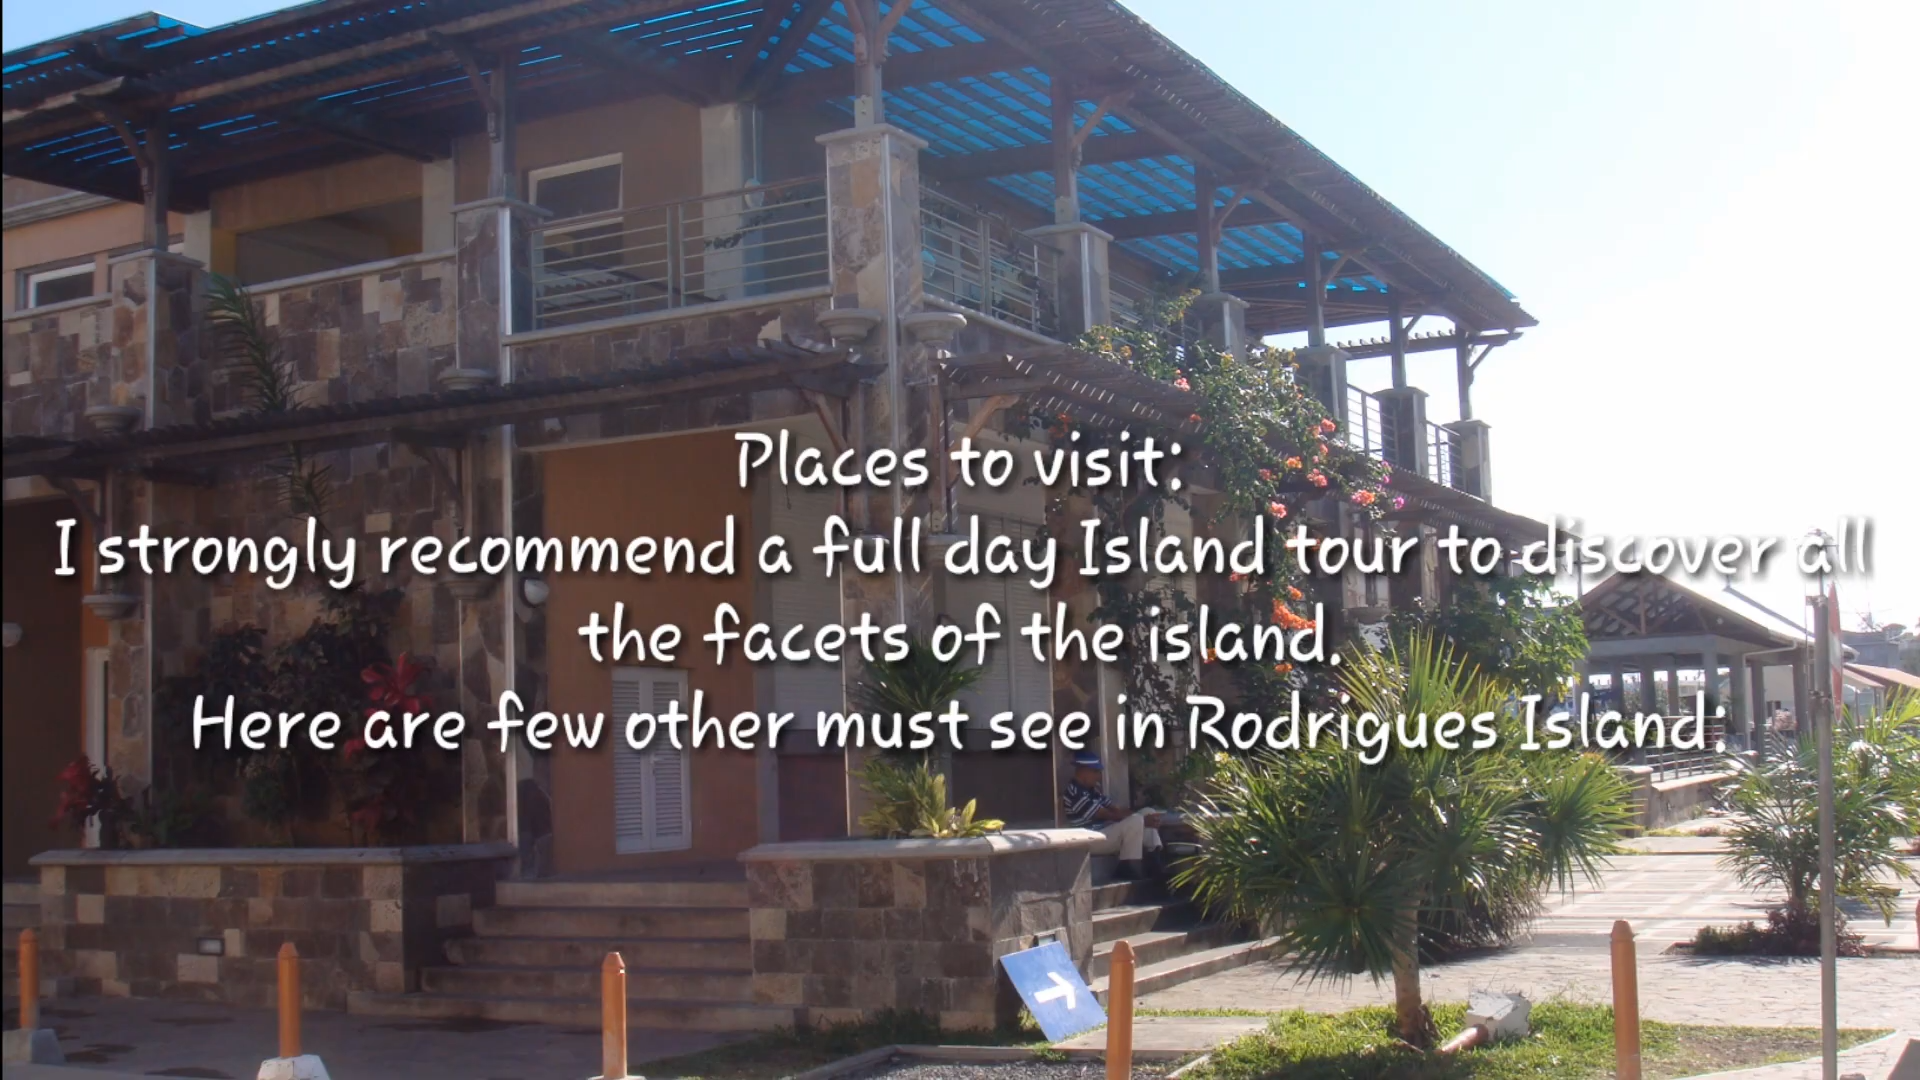 Places to visit:
I strongly recommend a full day Island tour to discover all
the facets of the island.
Here are few other must see in Rodrigues Island: